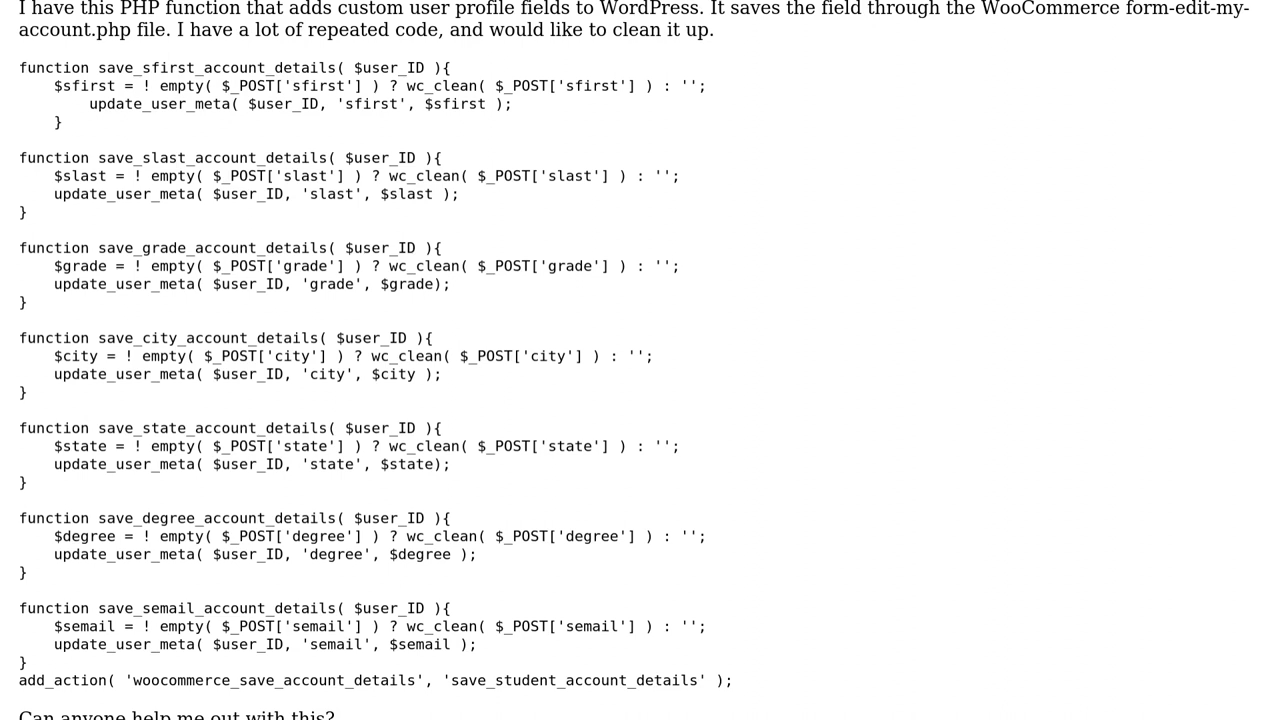 I have this PHP function that adds custom user profile fields to WordPress. It saves the field through the WooCommerce form-edit-my-
account.php file. I have a lot of repeated code, and would like to clean it up.
function save_sfirst_account_details( $user_ID ){
    $sfirst = ! empty( $_POST['sfirst'] ) ? wc_clean( $_POST['sfirst'] ) : '';
        update_user_meta( $user_ID, 'sfirst', $sfirst );
    }
function save_slast_account_details( $user_ID ){
    $slast = ! empty( $_POST['slast'] ) ? wc_clean( $_POST['slast'] ) : '';
    update_user_meta( $user_ID, 'slast', $slast );
}
function save_grade_account_details( $user_ID ){
    $grade = ! empty( $_POST['grade'] ) ? wc_clean( $_POST['grade'] ) : '';
    update_user_meta( $user_ID, 'grade', $grade);
}
function save_city_account_details( $user_ID ){
    $city = ! empty( $_POST['city'] ) ? wc_clean( $_POST['city'] ) : '';
    update_user_meta( $user_ID, 'city', $city );
}
function save_state_account_details( $user_ID ){
    $state = ! empty( $_POST['state'] ) ? wc_clean( $_POST['state'] ) : '';
    update_user_meta( $user_ID, 'state', $state);
}
function save_degree_account_details( $user_ID ){
    $degree = ! empty( $_POST['degree'] ) ? wc_clean( $_POST['degree'] ) : '';
    update_user_meta( $user_ID, 'degree', $degree );
}
function save_semail_account_details( $user_ID ){
    $semail = ! empty( $_POST['semail'] ) ? wc_clean( $_POST['semail'] ) : '';
    update_user_meta( $user_ID, 'semail', $semail );
}
add_action( 'woocommerce_save_account_details', 'save_student_account_details' );
Can anyone help me out with this?